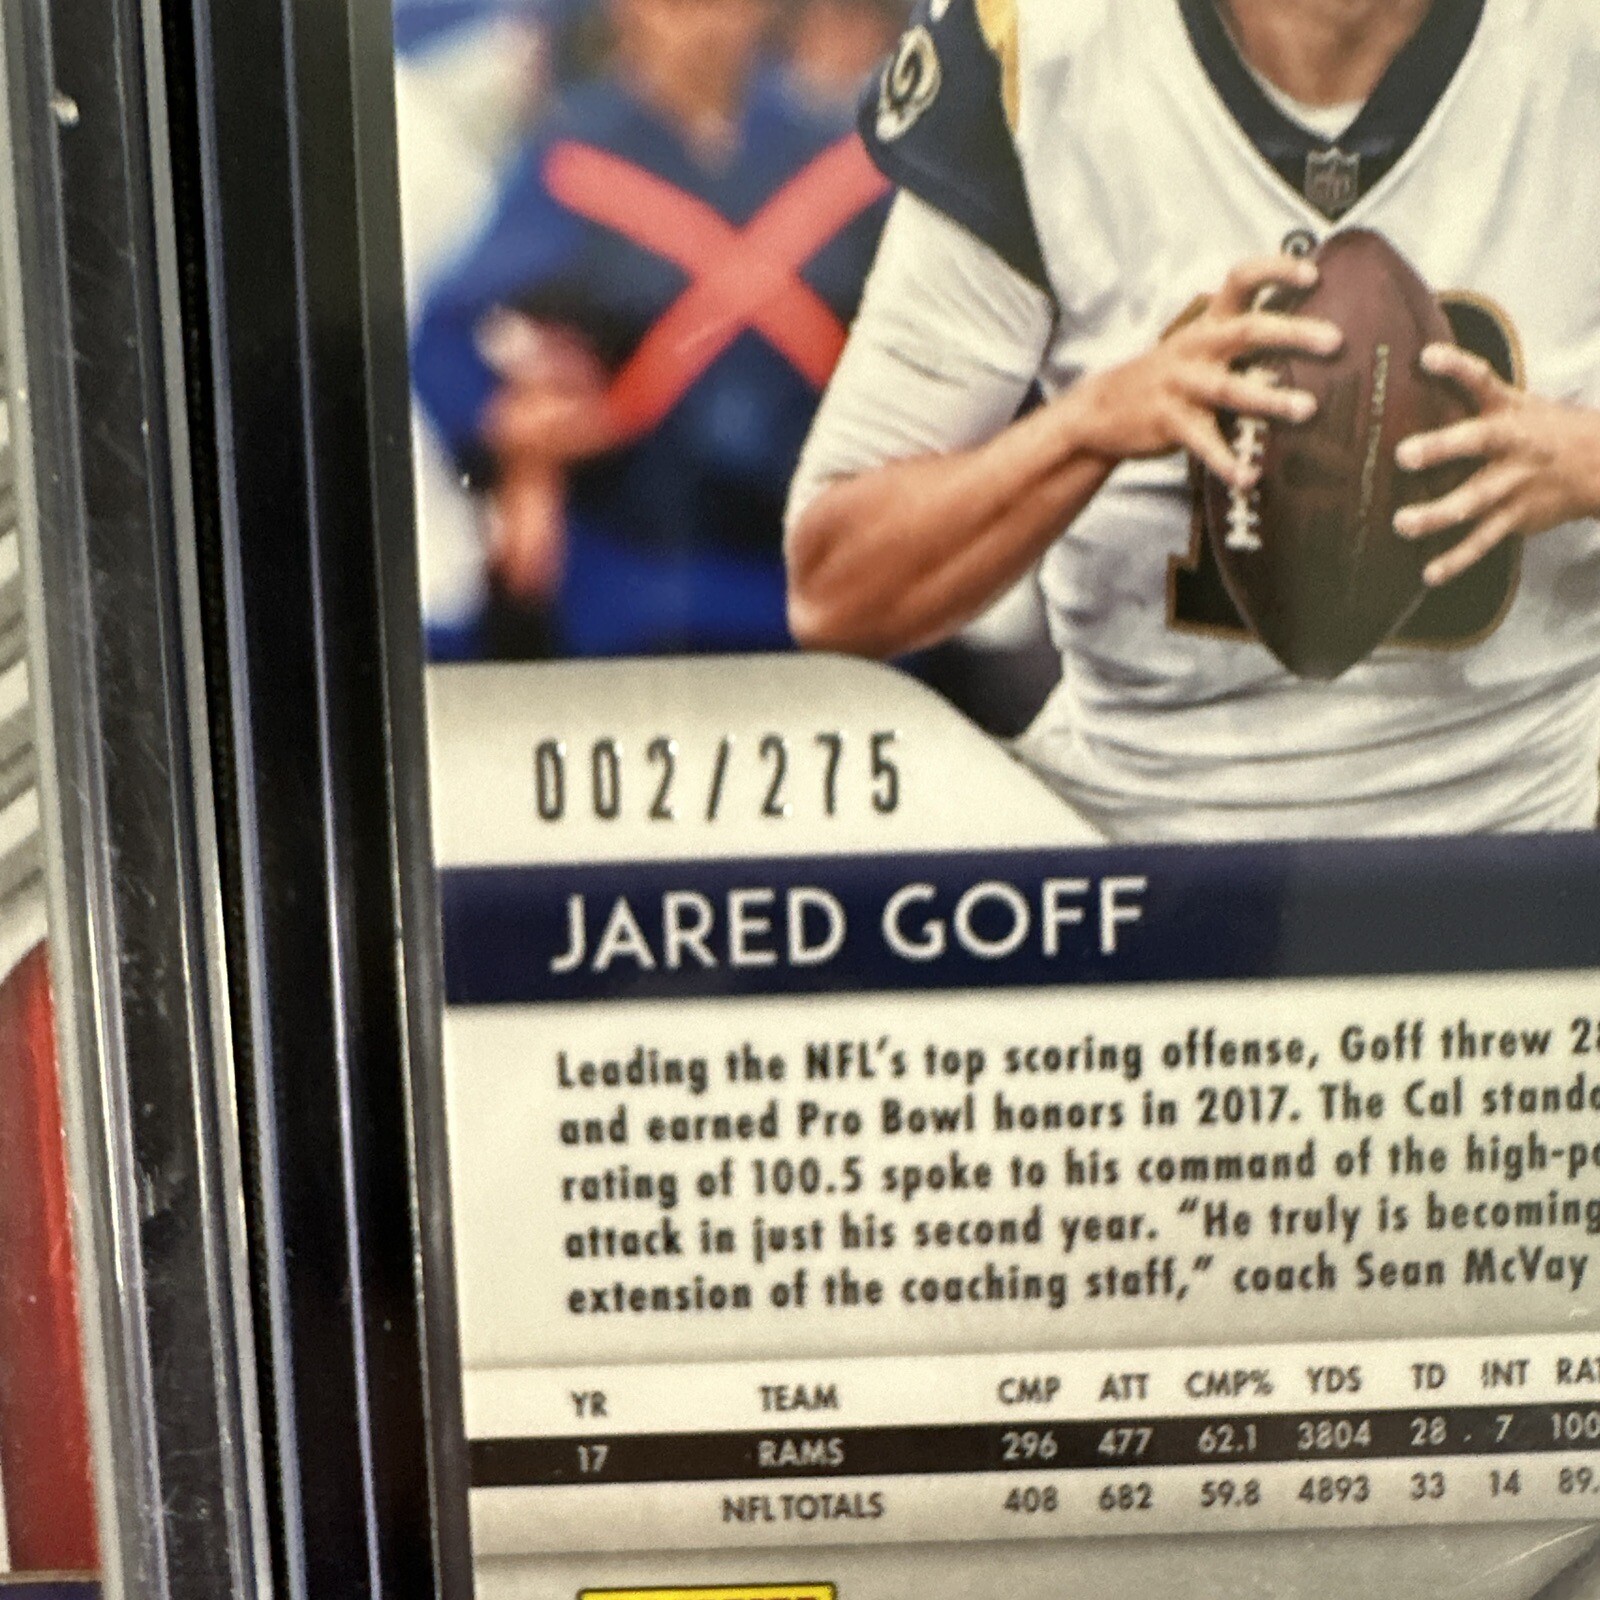 002/275
JARED GOFF
Leading the NFL's top scoring offense, Goff threw
and earned Pro Bowl honors in 2017. The Cal
rating of 100.5 spoke to his command of the
attack in just his second year. "He truly is becoming
extension of the coaching staff," coach Sean McVay
YR TEAM CMP ATT CMP% YDS TD INT
17 RAMS 296 477 62.1 3804 28 7 100
NFL TOTALS 408 682 59.8 4893 33 14 89.